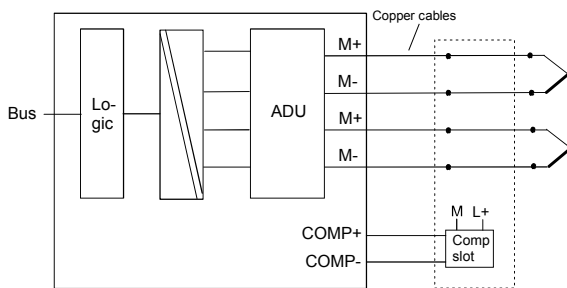 Copper cables
M+
M-
M+
M-
Bus
Lo-
gic
ADU
COMP+
COMP-
M L+
Comp
slot